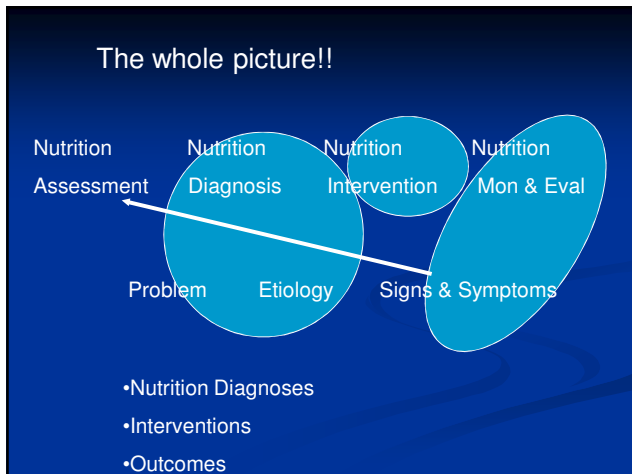 The whole picture!!
Nutrition Nutrition Nutrition Nutrition
Assessment Diagnosis Intervention Mon & Eval
Problem Etiology Signs & Symptoms
•Nutrition Diagnoses
•Interventions
•Outcomes